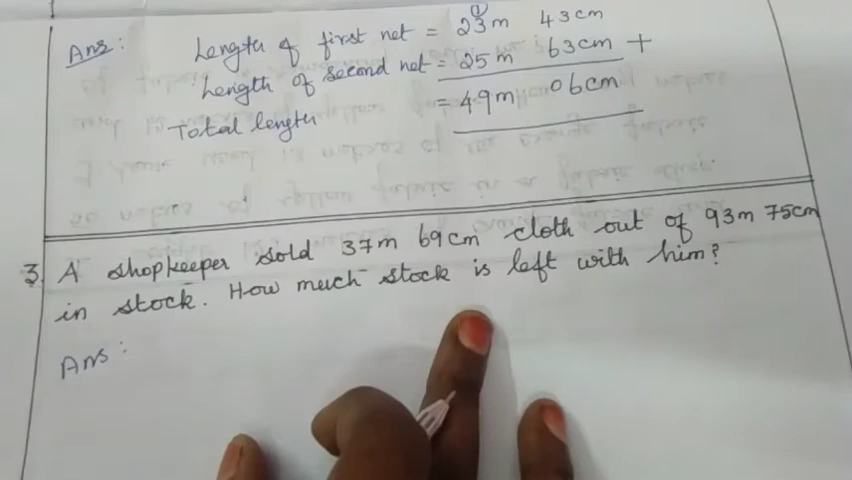 Ans: Length of first net = 23m 43cm
1
Length of second net = 25m 63cm +
Total length = 49m 06cm
3. A shopkeeper sold 37m 69cm cloth out of 93m 75cm
in stock. How much stock is left with him?
Ans: